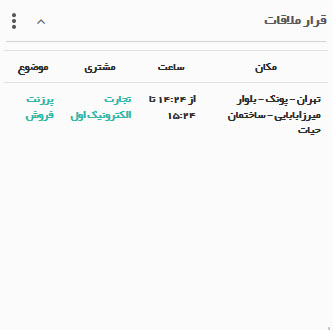 قرار ملاقات
مکان ساعت مشتری موضوع
تهران - پونک - بلوار از ۱۴:۲۴ تا تجارت پرزنت
میرزابابایی - ساختمان ۱۵:۲۴ الکترونیک اول فروش
حیات